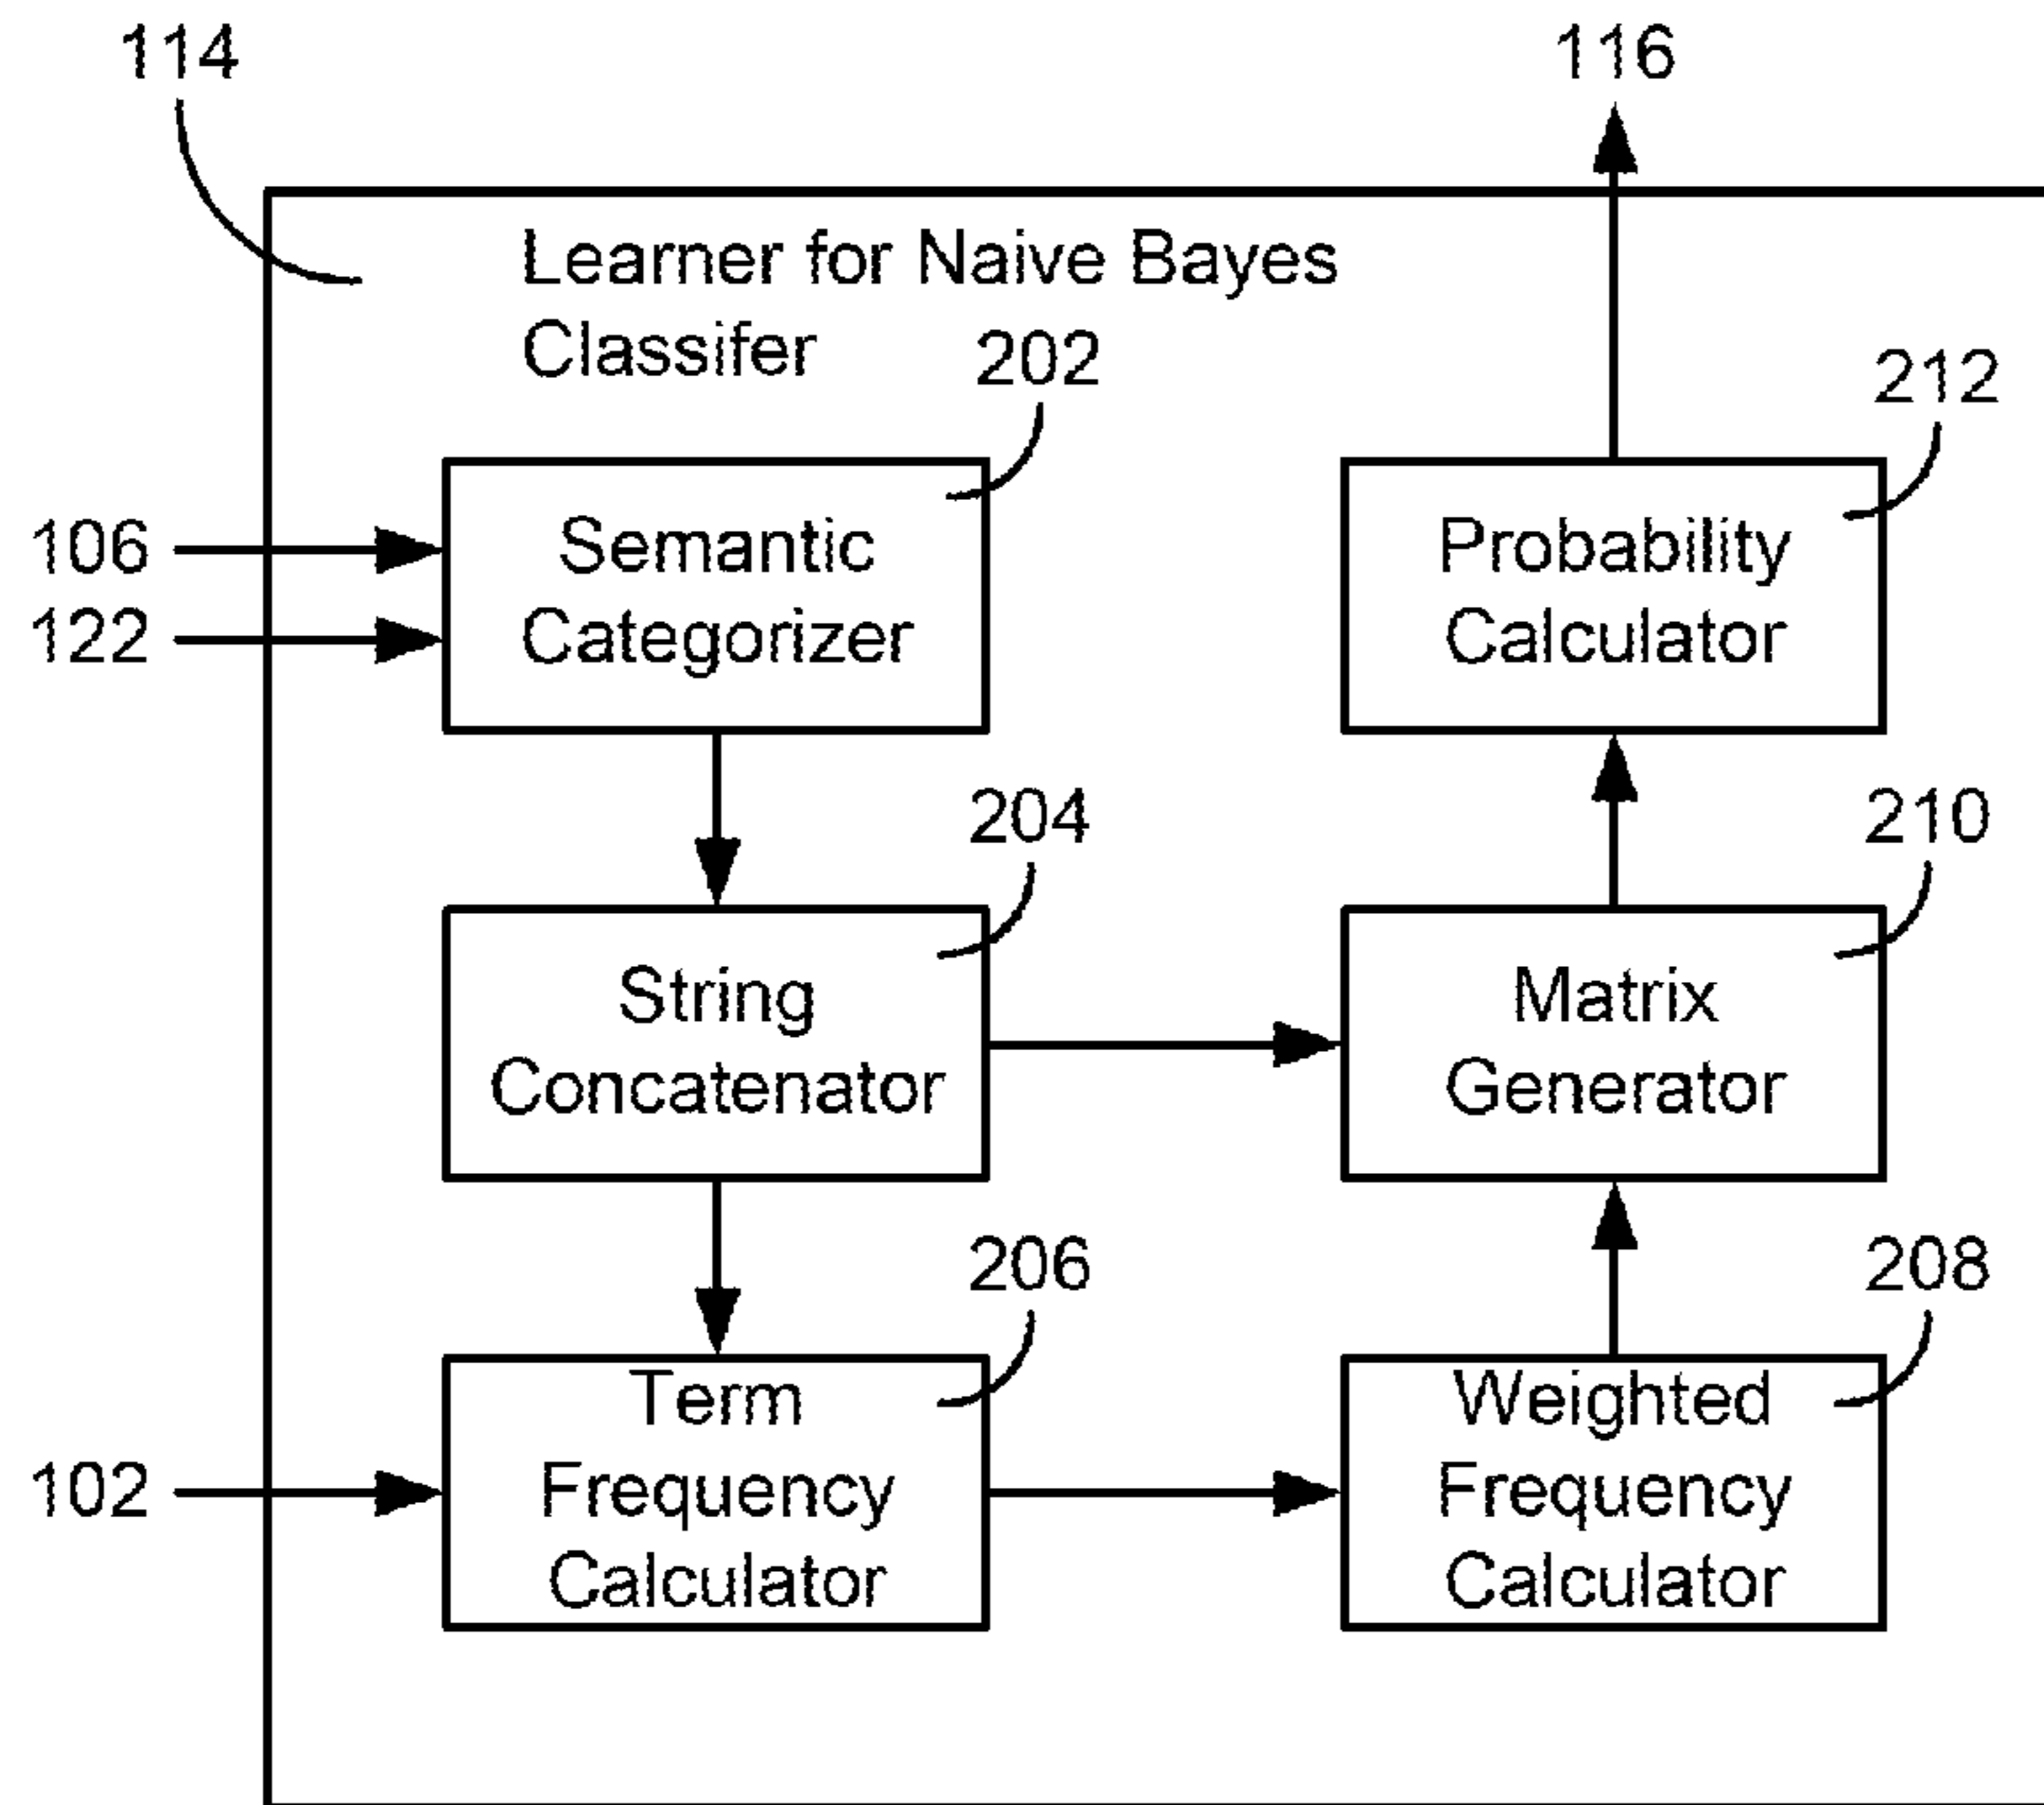 114
116
Learner for Naive Bayes
Classifer
202
212
106
122
Semantic
Categorizer
Probability
Calculator
204
210
String
Concatenator
Matrix
Generator
206
208
102
Term
Frequency
Calculator
Weighted
Frequency
Calculator